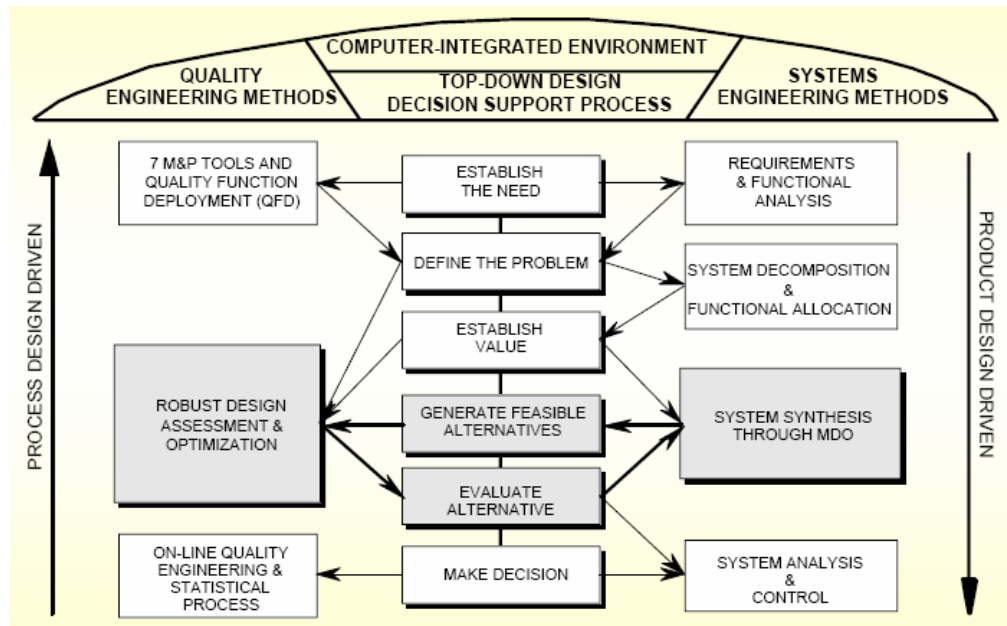 COMPUTER-INTEGRATED ENVIRONMENT
QUALITY
ENGINEERING METHODS
TOP-DOWN DESIGN
DECISION SUPPORT PROCESS
SYSTEMS
ENGINEERING METHODS
PROCESS DESIGN DRIVEN
7 M&P TOOLS AND
QUALITY FUNCTION
DEPLOYMENT (QFD)
ESTABLISH
THE NEED
REQUIREMENTS
& FUNCTIONAL
ANALYSIS
DEFINE THE PROBLEM
SYSTEM DECOMPOSITION
&
FUNCTIONAL ALLOCATION
ESTABLISH
VALUE
ROBUST DESIGN
ASSESSMENT &
OPTIMIZATION
GENERATE FEASIBLE
ALTERNATIVES
SYSTEM SYNTHESIS
THROUGH MDO
EVALUATE
ALTERNATIVE
ON-LINE QUALITY
ENGINEERING &
STATISTICAL
PROCESS
MAKE DECISION
SYSTEM ANALYSIS
&
CONTROL
PRODUCT DESIGN DRIVEN